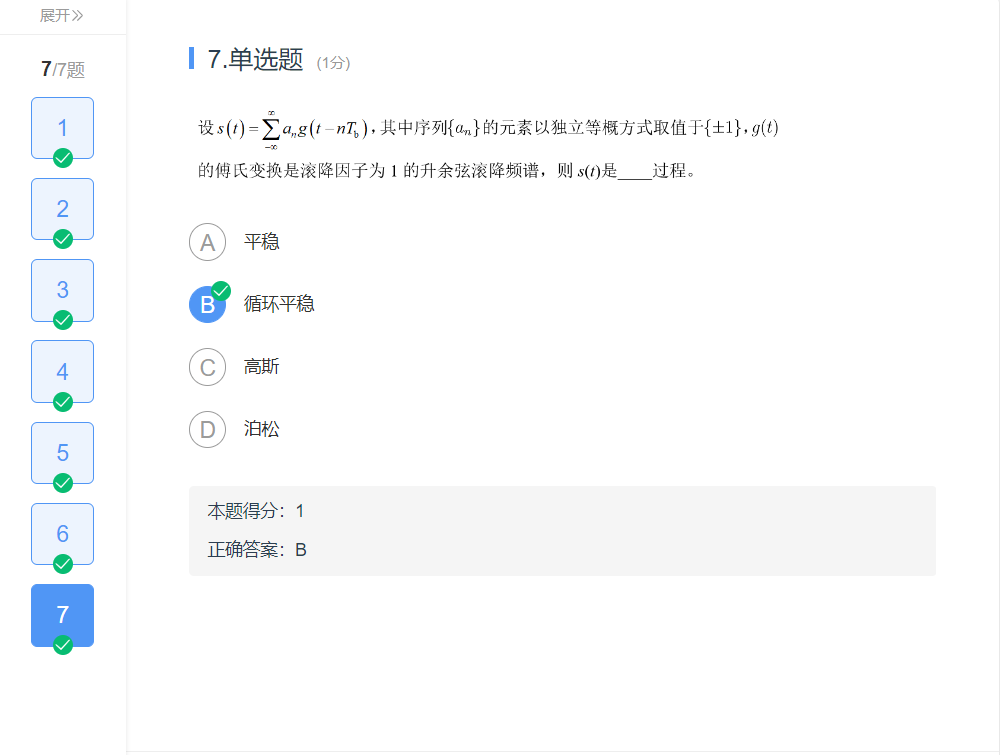 展开>>
7/7题
1
2
3
4
5
6
7
7.单选题 (1分)
设 s(t)=∑_{-∞}^{∞} a_n g(t-nT_b),其中序列{a_n}的元素以独立等概方式取值于{±1},g(t)
的傅氏变换是滚降因子为 1 的升余弦滚降频谱，则 s(t)是____过程。
A 平稳
B 循环平稳
C 高斯
D 泊松
本题得分：1
正确答案：B